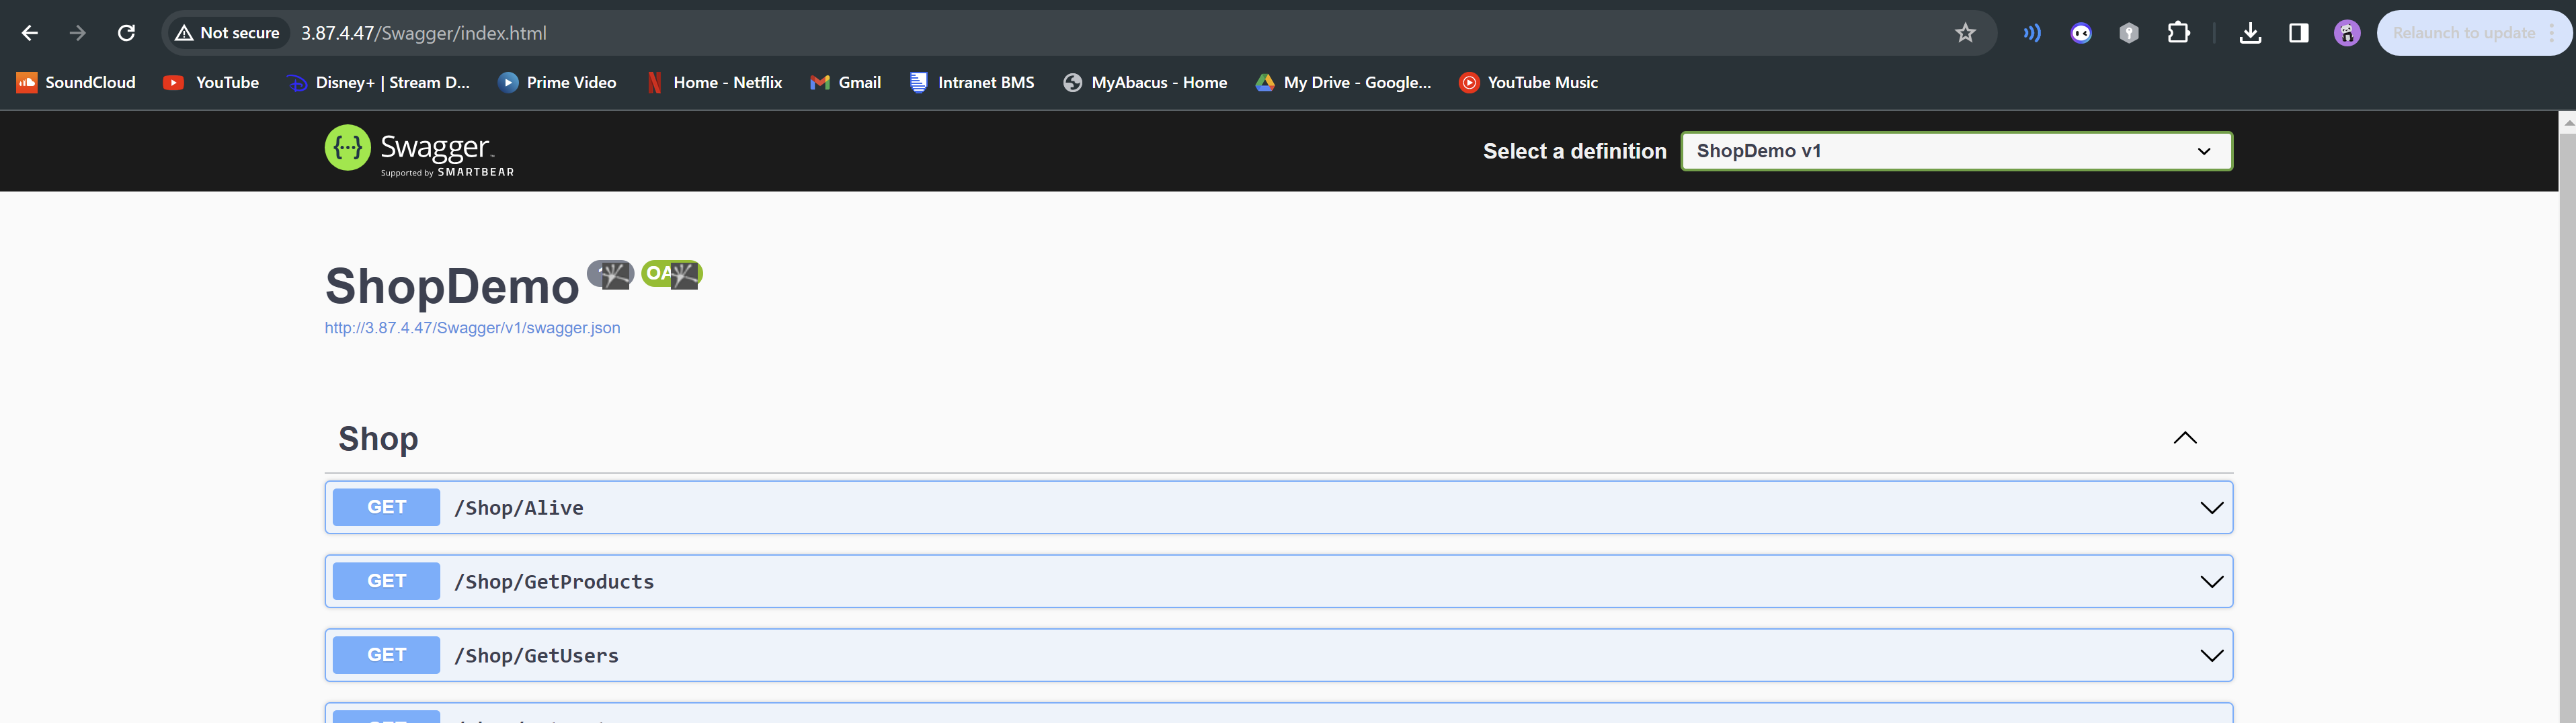 Not secure 3.87.4.47/Swagger/index.html Relaunch to update
SoundCloud YouTube Disney+ | Stream D... Prime Video Home - Netflix Gmail Intranet BMS MyAbacus - Home My Drive - Google... YouTube Music
Swagger
Supported by SMARTBEAR
Select a definition ShopDemo v1
ShopDemo
http://3.87.4.47/Swagger/v1/swagger.json
Shop
GET /Shop/Alive
GET /Shop/GetProducts
GET /Shop/GetUsers